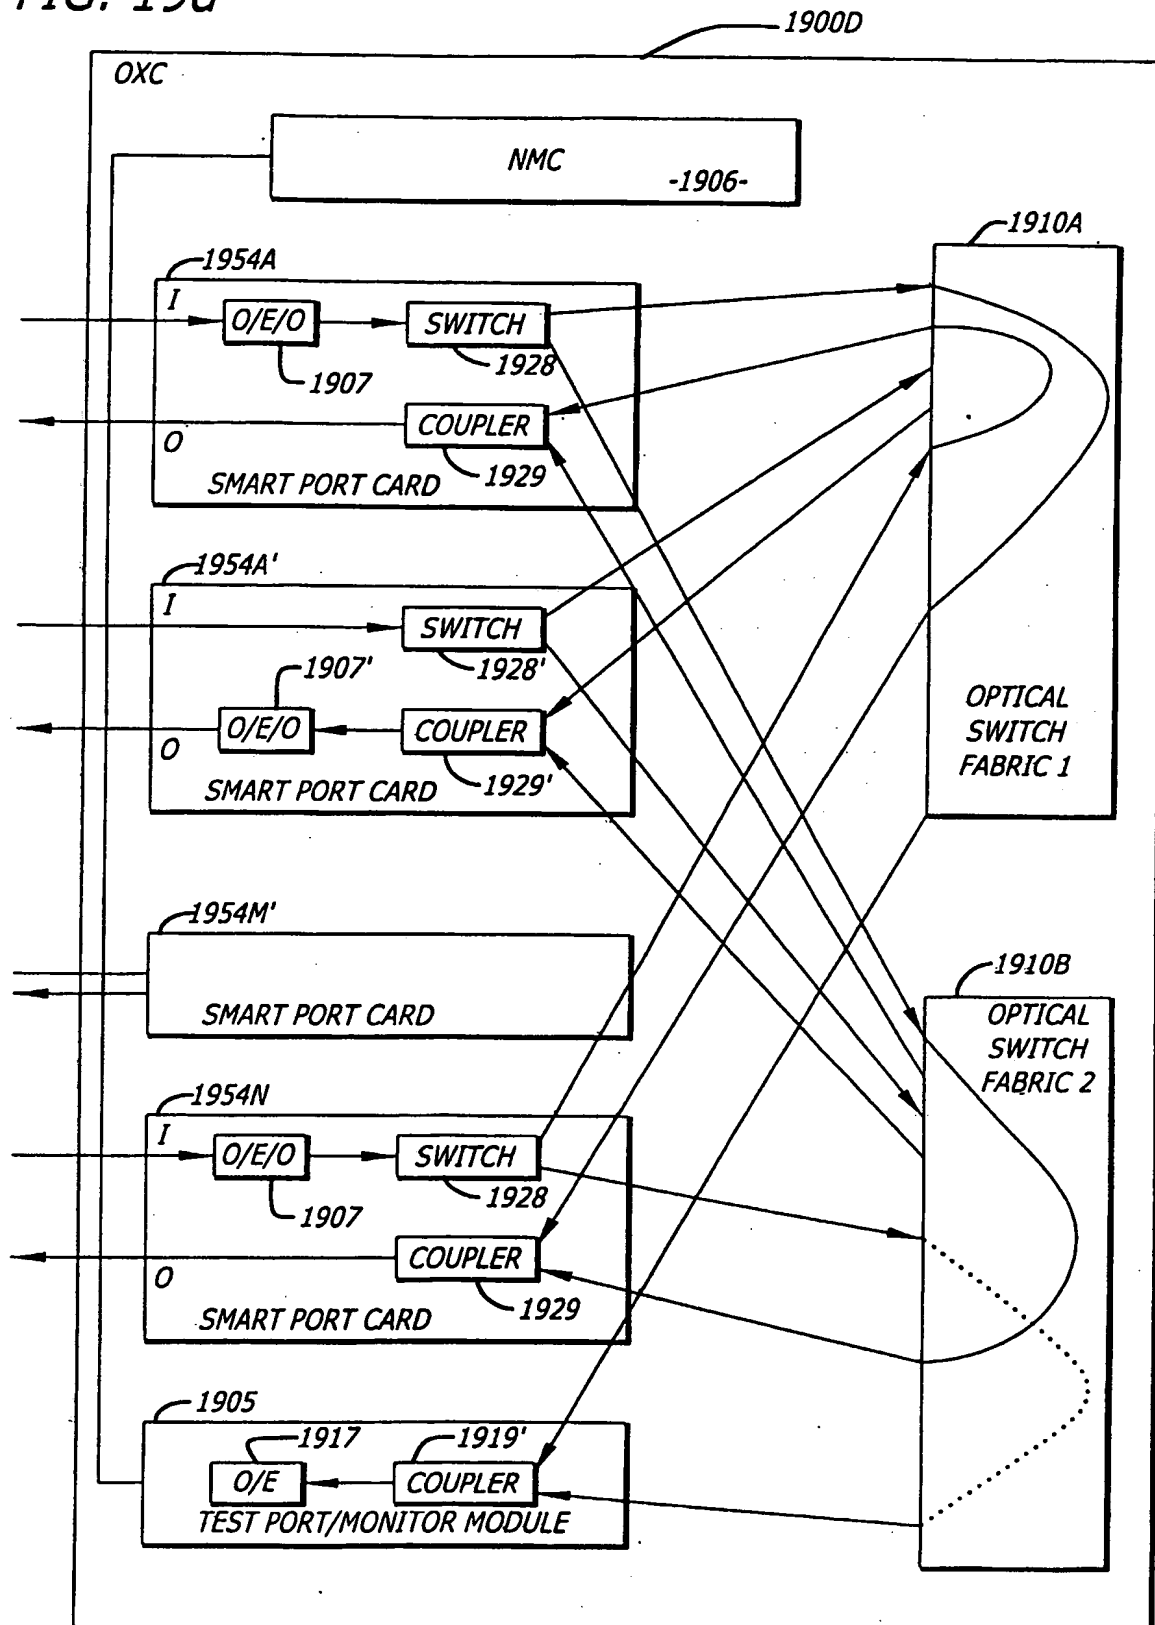 FIG. 19d
1900D
OXC
NMC
-1906-
1910A
1954A
I
O/E/O
SWITCH
1907
1928
COUPLER
O
1929
SMART PORT CARD
1954A'
I
SWITCH
1907'
1928'
O/E/O
COUPLER
O
1929'
SMART PORT CARD
OPTICAL
SWITCH
FABRIC 1
1954M'
SMART PORT CARD
1910B
OPTICAL
SWITCH
FABRIC 2
1954N
I
O/E/O
SWITCH
1907
1928
COUPLER
O
1929
SMART PORT CARD
1905
1917
1919'
O/E
COUPLER
TEST PORT/MONITOR MODULE